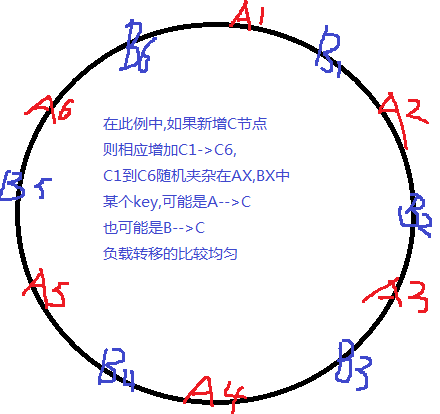 A1
B1
A2
B2
A3
B3
A4
B4
A5
B5
A6
B6
在此例中,如果新增C节点
则相应增加C1->C6,
C1到C6随机夹杂在AX,BX中
某个key,可能是A-->C
也可能是B-->C
负载转移的比较均匀